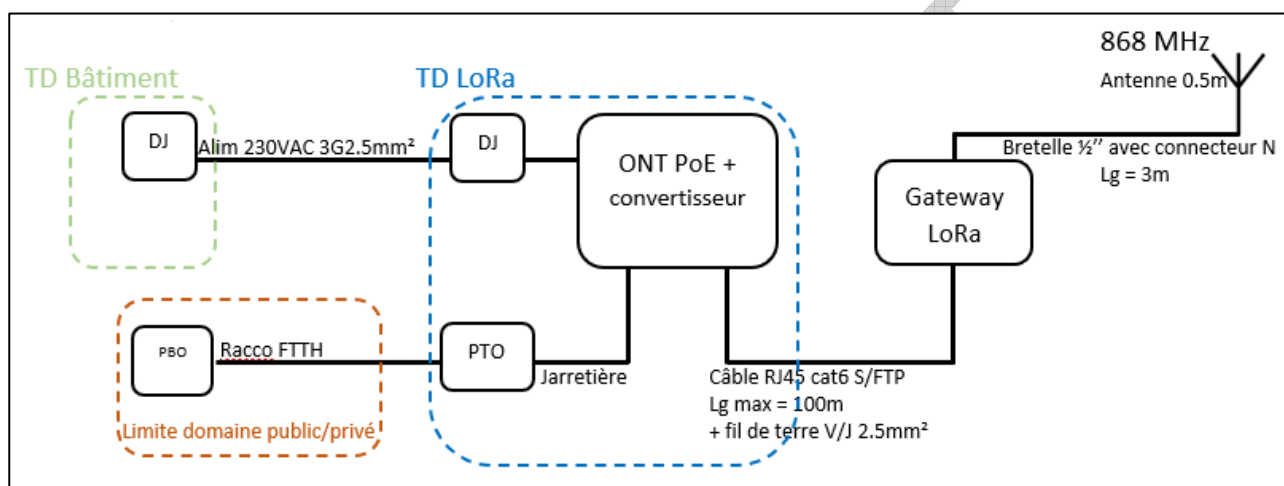 868 MHz
Antenne 0.5m
TD Bâtiment
TD LoRa
DJ
Alim 230VAC 3G2.5mm²
DJ
ONT PoE +
convertisseur
Bretelle ½’’ avec connecteur N
Lg = 3m
Gateway
LoRa
PBO
Racco FTTH
PTO
Jarretière
Câble RJ45 cat6 S/FTP
Lg max = 100m
+ fil de terre V/J 2.5mm²
Limite domaine public/privé